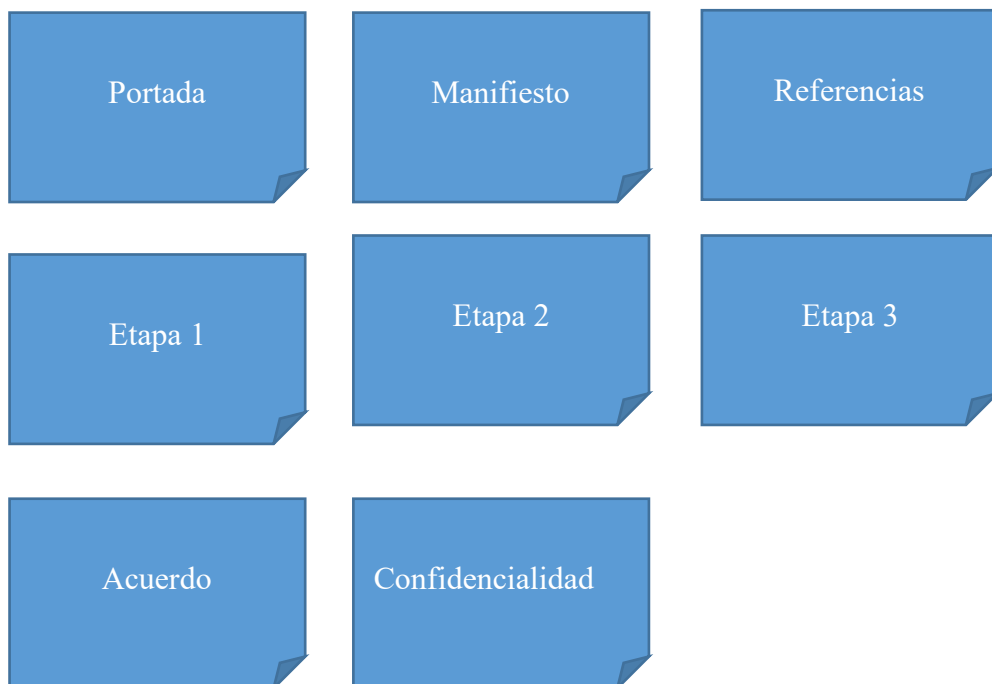 Portada
Manifiesto
Referencias
Etapa 1
Etapa 2
Etapa 3
Acuerdo
Confidencialidad